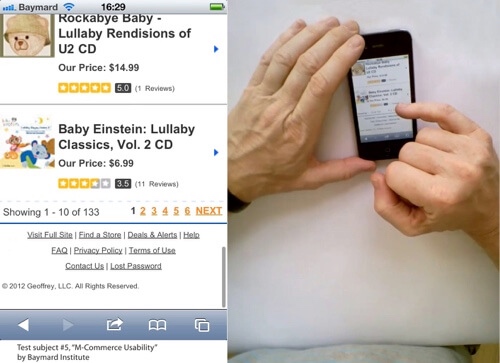 Baymard 16:29
Rockabye Baby -
Lullaby Rendisions of
U2 CD
Our Price: $14.99
5.0 (1 Reviews)
Baby Einstein: Lullaby
Classics, Vol. 2 CD
Our Price: $6.99
3.5 (11 Reviews)
Showing 1 - 10 of 133 1 2 3 4 5 6 NEXT
Visit Full Site | Find a Store | Deals & Alerts | Help
FAQ | Privacy Policy | Terms of Use
Contact Us | Lost Password
© 2012 Geoffrey, LLC. All Rights Reserved.
Test subject #5, "M-Commerce Usability"
by Baymard Institute